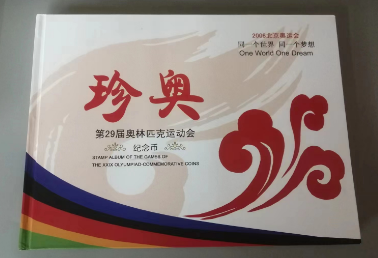 2008北京奥运会
同一个世界 同一个梦想
One World One Dream
珍奥
第29届奥林匹克运动会
纪念币
STAMP ALBUM OF THE GAMES OF
THE XXIX OLYMPIAD COMMEMORATIVE COINS